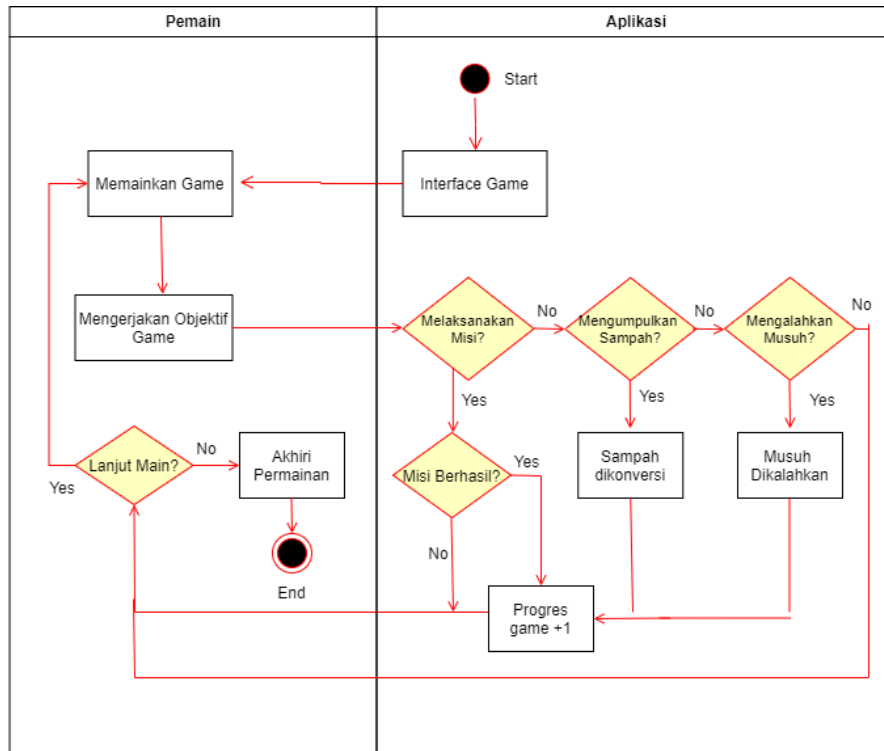 Pemain
Aplikasi
Start
Memainkan Game
Interface Game
Mengerjakan Objektif
Game
Melaksanakan
Misi?
No
Mengumpulkan
Sampah?
No
Mengalahkan
Musuh?
No
Yes
Yes
Yes
Lanjut Main?
No
Yes
Akhiri
Permainan
Misi Berhasil?
Yes
No
Sampah
dikonversi
Musuh
Dikalahkan
End
Progres
game +1